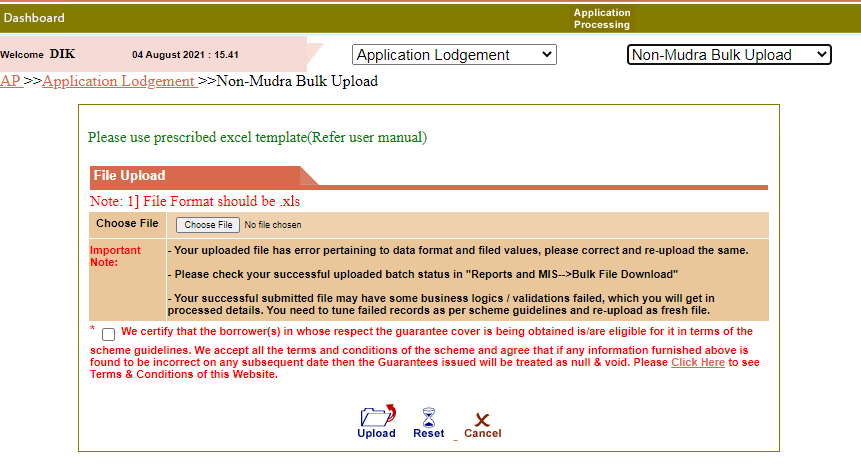 Dashboard
Application
Processing
Welcome DIK 04 August 2021 : 15.41
Application Lodgement
Non-Mudra Bulk Upload
AP >>Application Lodgement >>Non-Mudra Bulk Upload
Please use prescribed excel template(Refer user manual)
File Upload
Note: 1] File Format should be .xls
Choose File Choose File No file chosen
Important
Note:
- Your uploaded file has error pertaining to data format and filed values, please correct and re-upload the same.
- Please check your successful uploaded batch status in "Reports and MIS-->Bulk File Download"
- Your successful submitted file may have some business logics / validations failed, which you will get in
processed details. You need to tune failed records as per scheme guidelines and re-upload as fresh file.
* We certify that the borrower(s) in whose respect the guarantee cover is being obtained is/are eligible for it in terms of the
scheme guidelines. We accept all the terms and conditions of the scheme and agree that if any information furnished above is
found to be incorrect on any subsequent date then the Guarantees issued will be treated as null & void. Please Click Here to see
Terms & Conditions of this Website.
Upload Reset Cancel